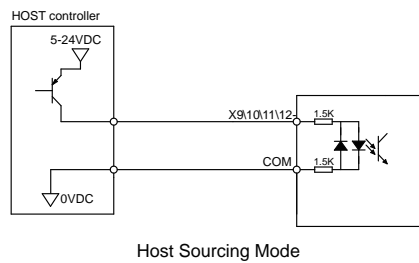 HOST controller
5-24VDC
X9\10\11\12-
1.5K
COM
1.5K
0VDC
Host Sourcing Mode